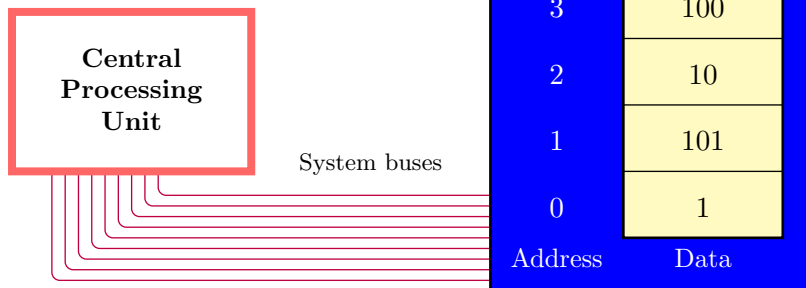 Central
Processing
Unit
System buses
3 100
2 10
1 101
0 1
Address Data